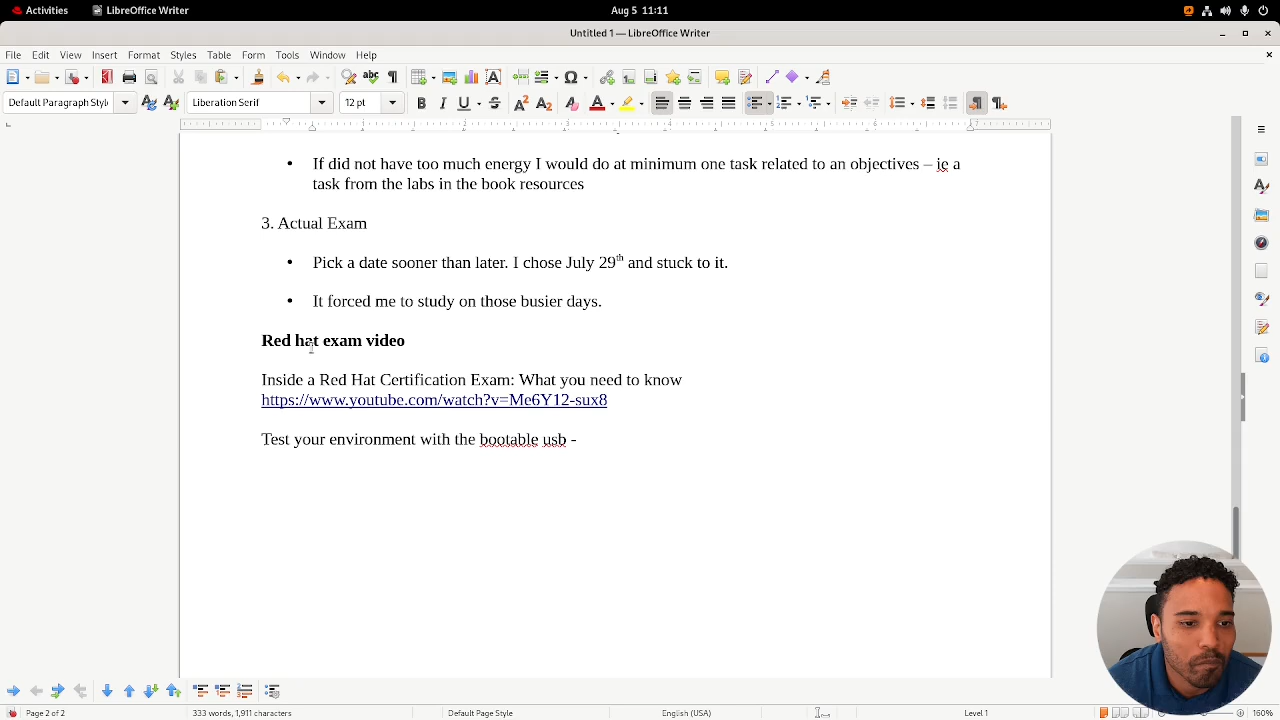 Activities LibreOffice Writer Aug 5 11:11
Untitled 1 — LibreOffice Writer
File Edit View Insert Format Styles Table Form Tools Window Help
Default Paragraph Styl Liberation Serif 12 pt
If did not have too much energy I would do at minimum one task related to an objectives – ie a
task from the labs in the book resources
3. Actual Exam
• Pick a date sooner than later. I chose July 29th and stuck to it.
• It forced me to study on those busier days.
Red hat exam video
Inside a Red Hat Certification Exam: What you need to know
https://www.youtube.com/watch?v=Me6Y12-sux8
Test your environment with the bootable usb -
Page 2 of 2 333 words, 1,911 characters Default Page Style English (USA) Level 1 160%